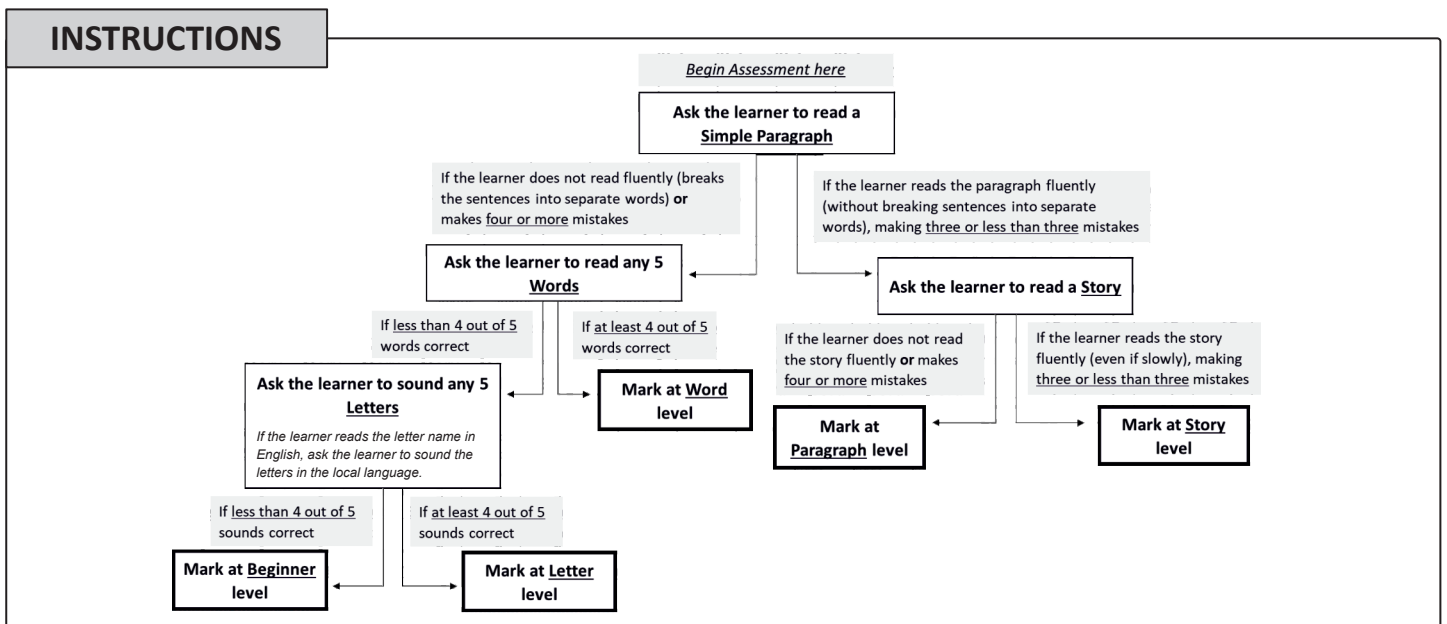 INSTRUCTIONS
Begin Assessment here
Ask the learner to read a
Simple Paragraph
If the learner does not read fluently (breaks
the sentences into separate words) or
makes four or more mistakes
If the learner reads the paragraph fluently
(without breaking sentences into separate
words), making three or less than three mistakes
Ask the learner to read any 5
Words
Ask the learner to read a Story
If less than 4 out of 5
words correct
If at least 4 out of 5
words correct
If the learner does not read
the story fluently or makes
four or more mistakes
If the learner reads the story
fluently (even if slowly), making
three or less than three mistakes
Ask the learner to sound any 5
Letters
If the learner reads the letter name in
English, ask the learner to sound the
letters in the local language.
Mark at Word
level
Mark at
Paragraph level
Mark at Story
level
If less than 4 out of 5
sounds correct
If at least 4 out of 5
sounds correct
Mark at Beginner
level
Mark at Letter
level